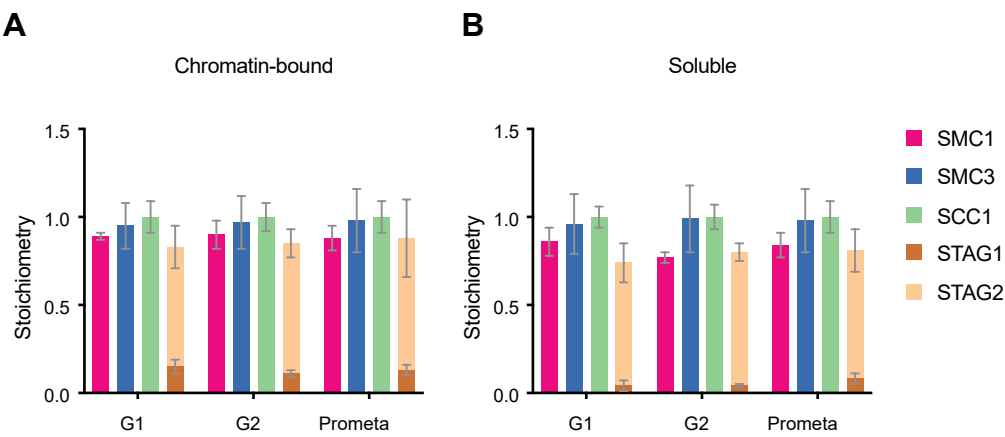 A
Chromatin-bound
Stoichiometry
1.5
1.0
0.5
0.0
G1
G2
Prometa
B
Soluble
Stoichiometry
1.5
1.0
0.5
0.0
G1
G2
Prometa
SMC1
SMC3
SCC1
STAG1
STAG2